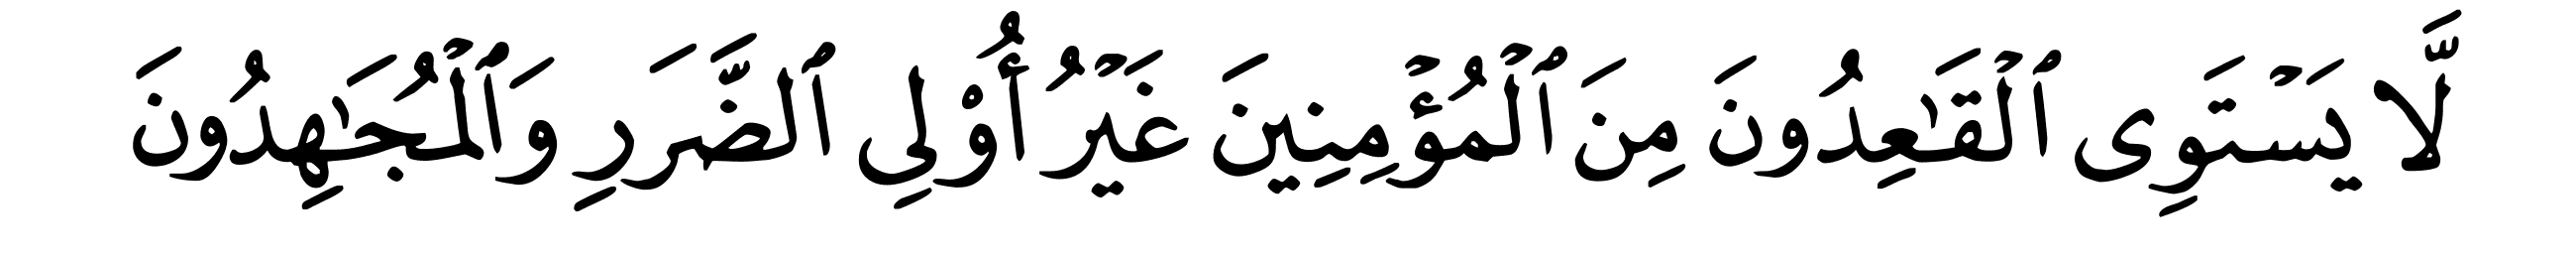 لَّا يَسۡتَوِى ٱلۡقَـٰعِدُونَ مِنَ ٱلۡمُؤۡمِنِينَ غَيۡرُ أُوْلِى ٱلضَّرَرِ وَٱلۡمُجَـٰهِدُونَ